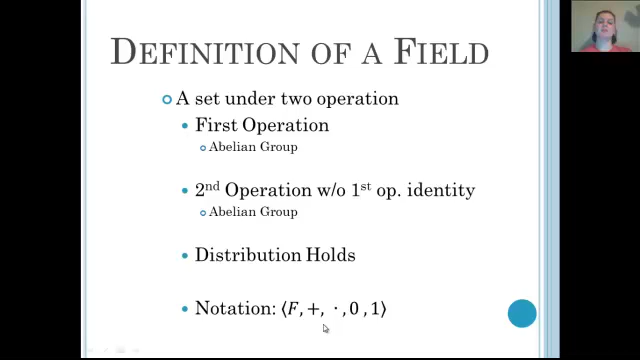 DEFINITION OF A FIELD
A set under two operation
First Operation
Abelian Group
2nd Operation w/o 1st op. identity
Abelian Group
Distribution Holds
Notation: ⟨F, +, ·, 0, 1⟩